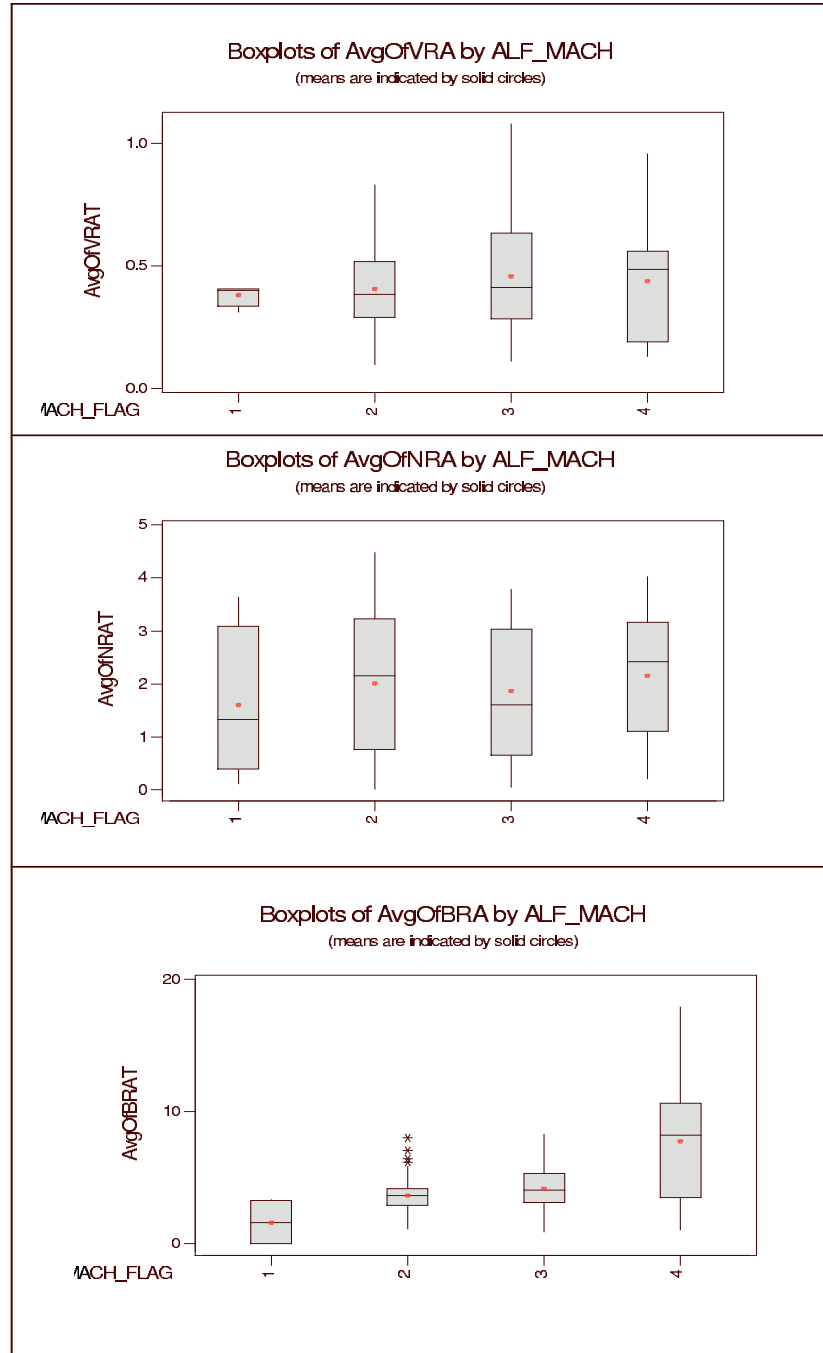 Boxplots of AvgOfVRA by ALF_MACH
(means are indicated by solid circles)
1.0
0.5
0.0
AvgOfVRAT
MACH_FLAG
1 2 3 4
Boxplots of AvgOfNRA by ALF_MACH
(means are indicated by solid circles)
5
4
3
2
1
0
AvgOfNRAT
MACH_FLAG
1 2 3 4
Boxplots of AvgOfBRA by ALF_MACH
(means are indicated by solid circles)
20
10
0
AvgOfBRAT
MACH_FLAG
1 2 3 4